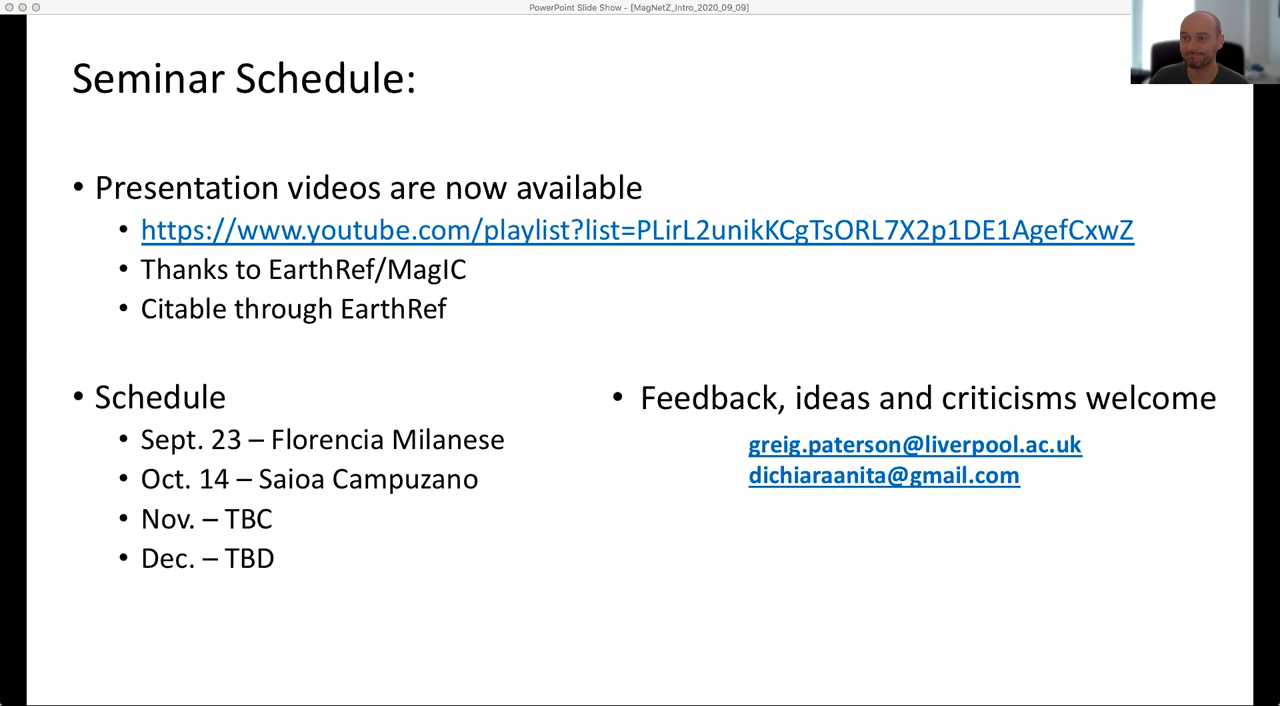 PowerPoint Slide Show - [MagNetZ_Intro_2020_09_09]
Seminar Schedule:
• Presentation videos are now available
• https://www.youtube.com/playlist?list=PLirL2unikKCgTsORL7X2p1DE1AgefCxwZ
• Thanks to EarthRef/MagIC
• Citable through EarthRef
• Schedule
• Sept. 23 – Florencia Milanese
• Oct. 14 – Saioa Campuzano
• Nov. – TBC
• Dec. – TBD
• Feedback, ideas and criticisms welcome
greig.paterson@liverpool.ac.uk
dichiaraanita@gmail.com